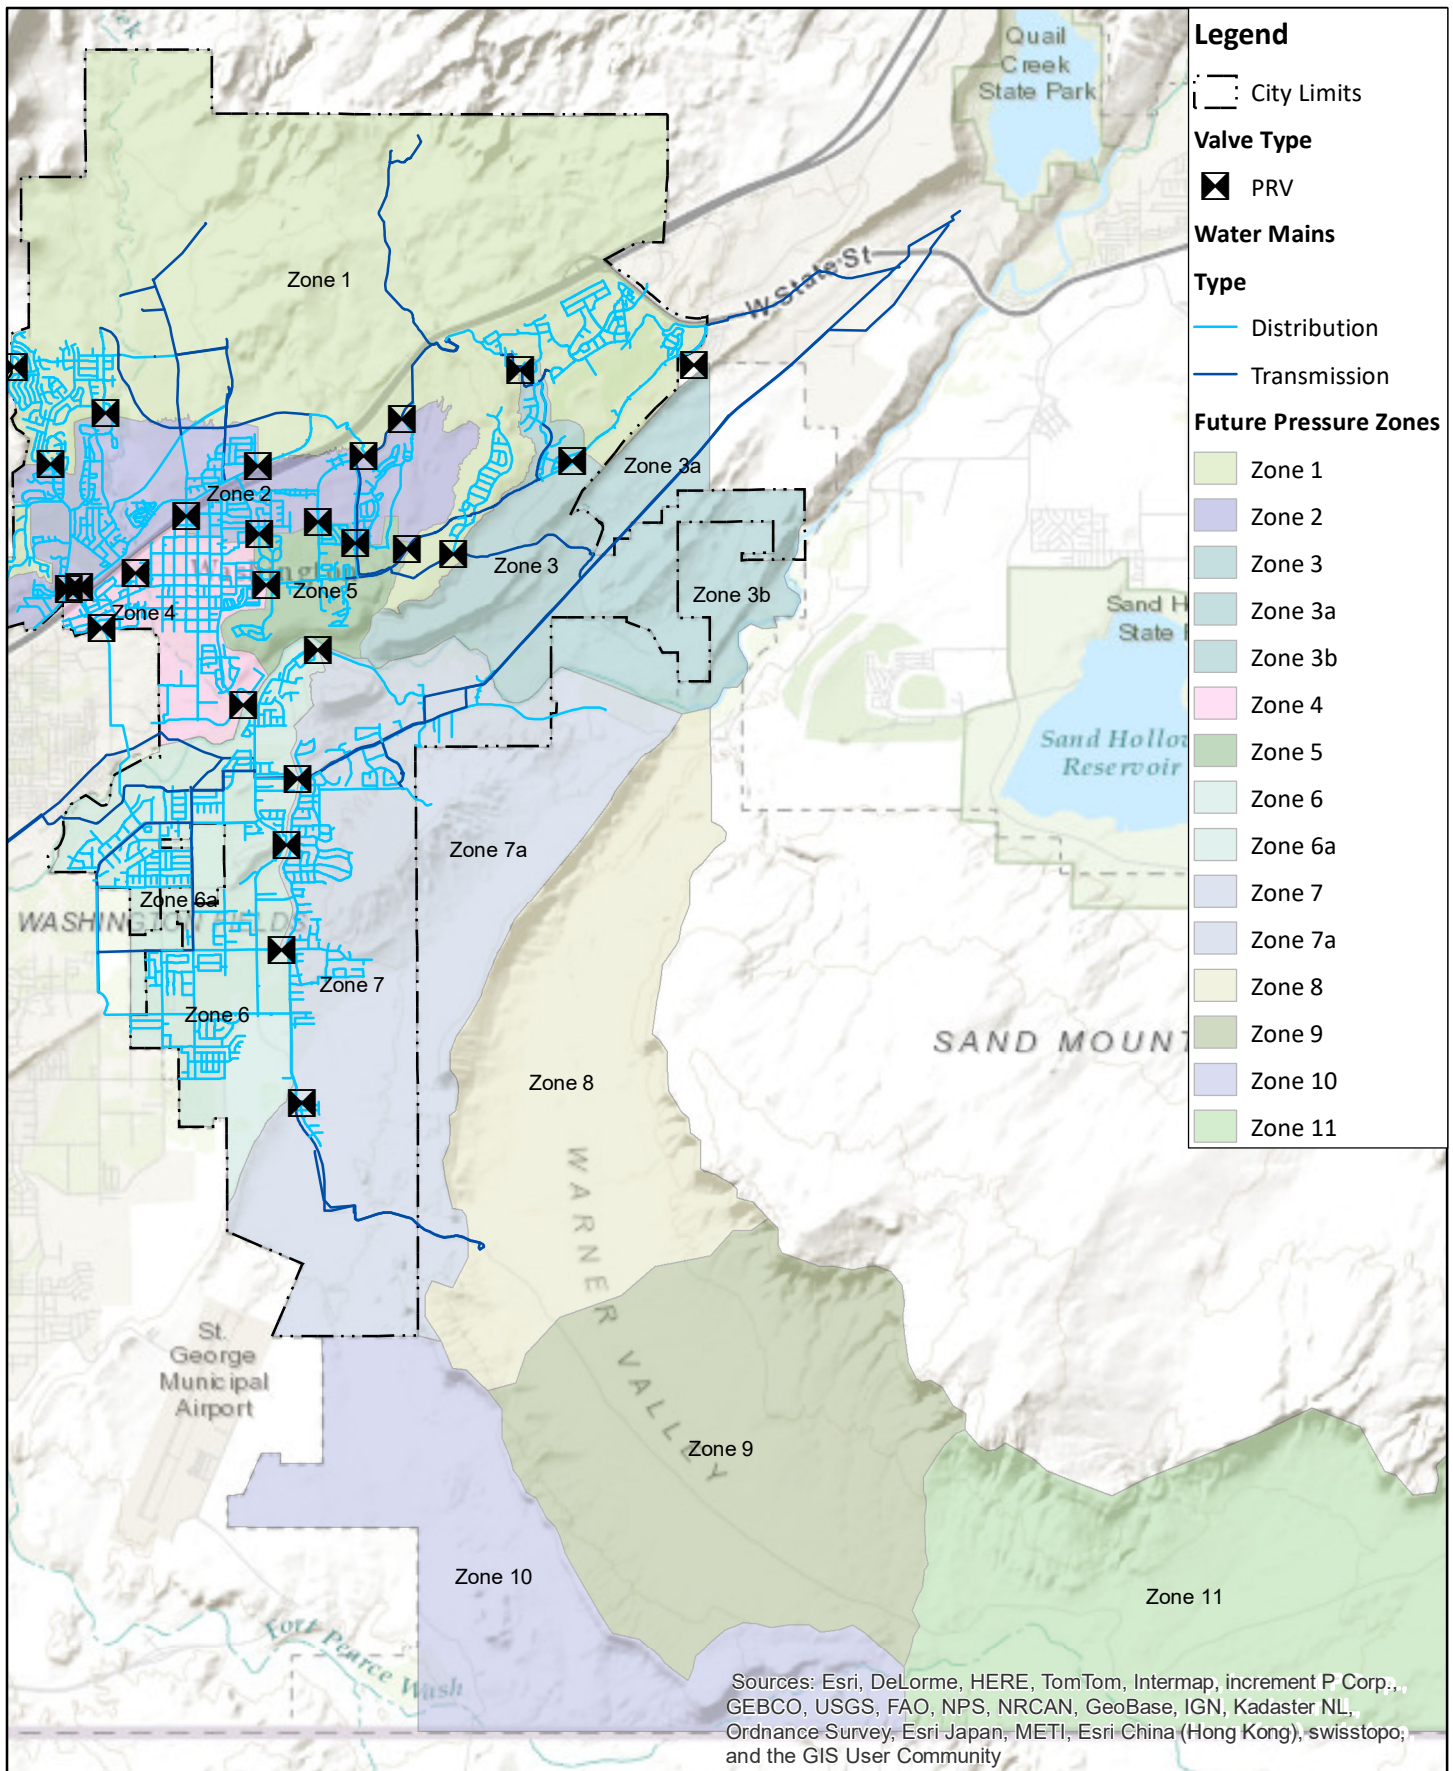 Quail
Creek
State Park
Legend
City Limits
Valve Type
PRV
Water Mains
Type
Distribution
Transmission
Future Pressure Zones
Zone 1
Zone 2
Zone 3
Zone 3a
Zone 3b
Zone 4
Zone 5
Zone 6
Zone 6a
Zone 7
Zone 7a
Zone 8
Zone 9
Zone 10
Zone 11
W State St
Zone 1
Zone 3a
Zone 2
Zone 3
Washington
Zone 5
Zone 3b
Zone 4
Sand H
State
Sand Hollo
Reservoir
Zone 7a
Zone 6a
WASHINGTON FIELDS
Zone 7
Zone 6
SAND MOUNT
Zone 8
WARNER VALLEY
St.
George
Municipal
Airport
Zone 9
Zone 10
Zone 11
Fort Pearce Wash
Sources: Esri, DeLorme, HERE, TomTom, Intermap, increment P Corp.,
GEBCO, USGS, FAO, NPS, NRCAN, GeoBase, IGN, Kadaster NL,
Ordnance Survey, Esri Japan, METI, Esri China (Hong Kong), swisstopo,
and the GIS User Community